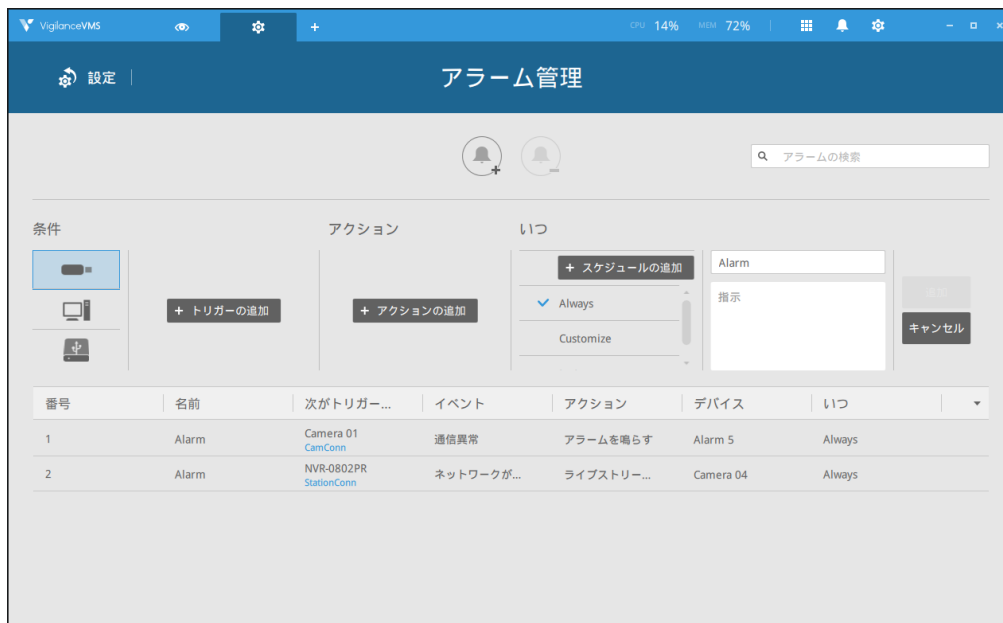 VigilanceVMS
CPU 14% MEM 72%
設定
アラーム管理
アラームの検索
条件
アクション
いつ
+ トリガーの追加
+ アクションの追加
+ スケジュールの追加
Always
Customize
Alarm
指示
追加
キャンセル
番号 名前 次がトリガー... イベント アクション デバイス いつ
1 Alarm Camera 01 通信異常 アラームを鳴らす Alarm 5 Always
CamConn
2 Alarm NVR-0802PR ネットワークが... ライブストリー... Camera 04 Always
StationConn